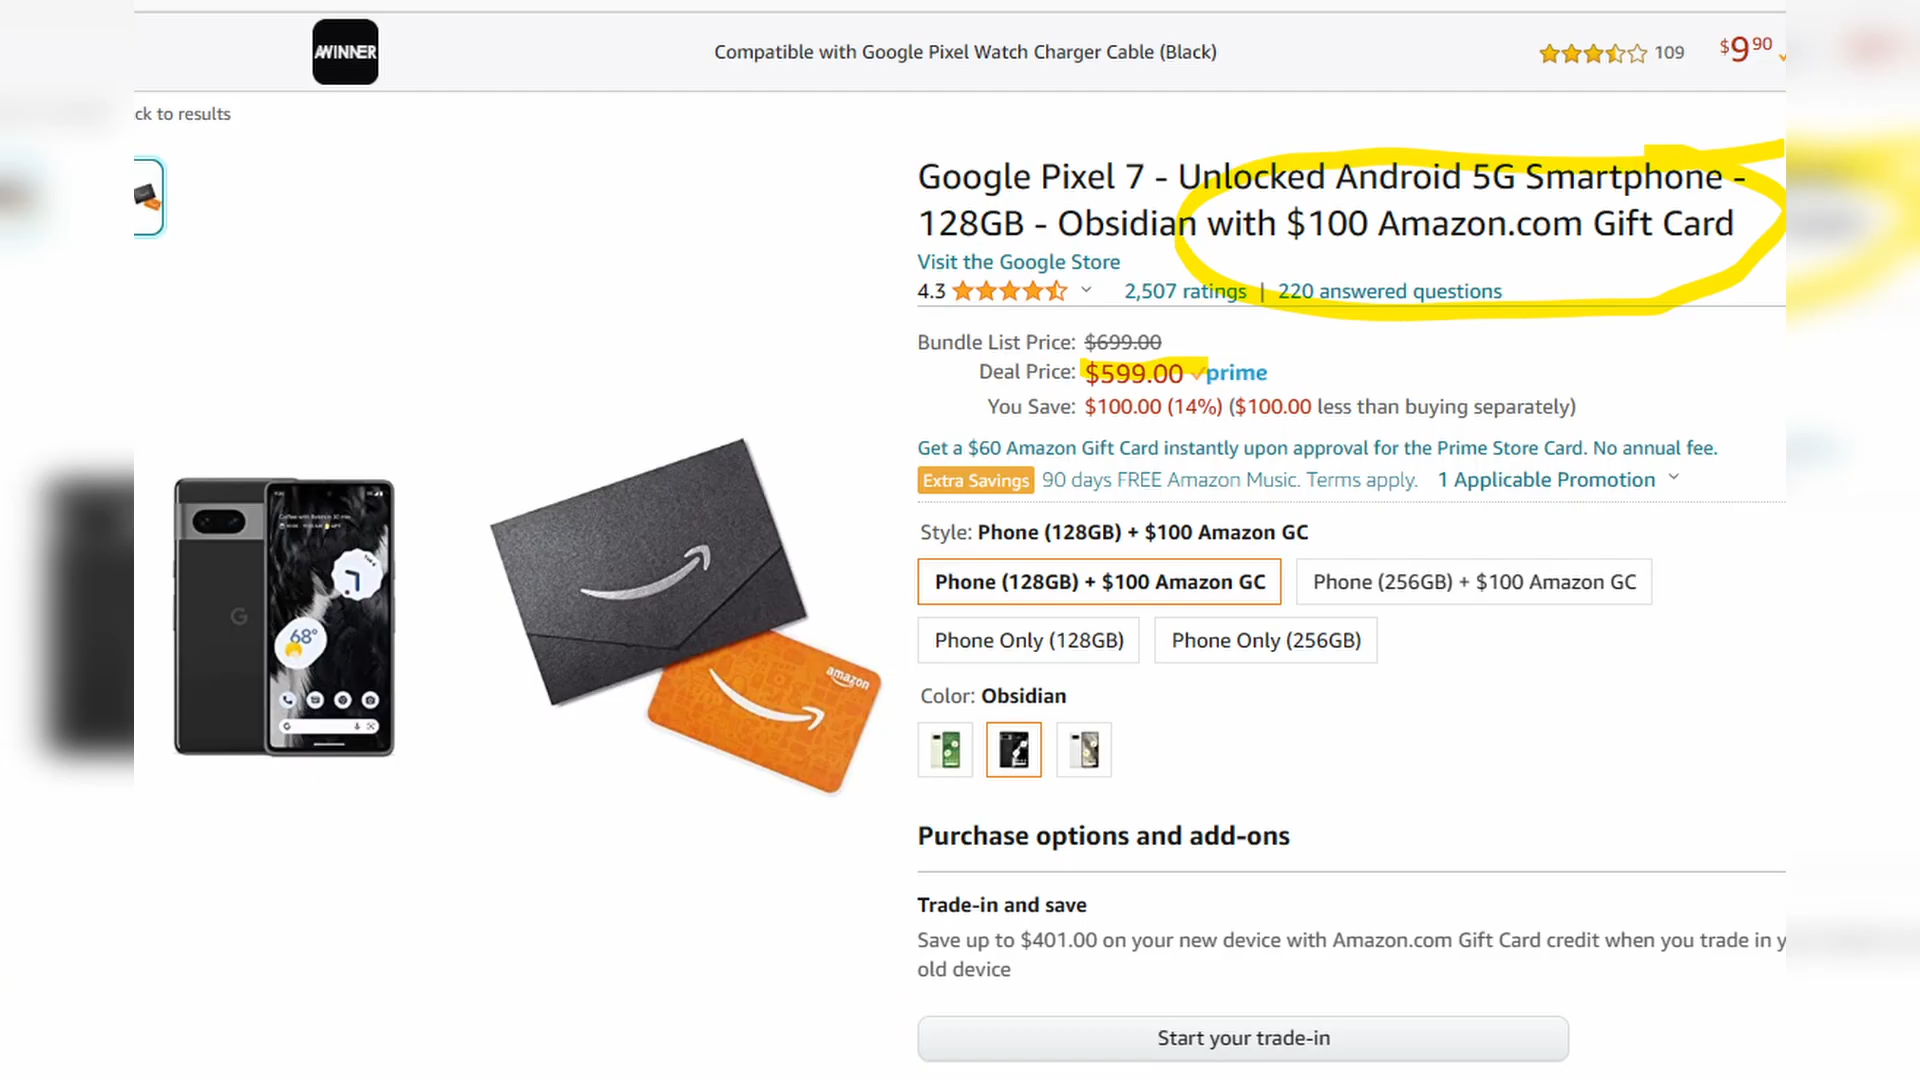 AWINNER
Compatible with Google Pixel Watch Charger Cable (Black)
109
$9 90
ck to results
Google Pixel 7 - Unlocked Android 5G Smartphone -
128GB - Obsidian with $100 Amazon.com Gift Card
Visit the Google Store
4.3
2,507 ratings | 220 answered questions
Bundle List Price: $699.00
Deal Price: $599.00 prime
You Save: $100.00 (14%) ($100.00 less than buying separately)
Get a $60 Amazon Gift Card instantly upon approval for the Prime Store Card. No annual fee.
Extra Savings 90 days FREE Amazon Music. Terms apply. 1 Applicable Promotion
Style: Phone (128GB) + $100 Amazon GC
Phone (128GB) + $100 Amazon GC
Phone (256GB) + $100 Amazon GC
Phone Only (128GB)
Phone Only (256GB)
Color: Obsidian
68°
G
amazon
Purchase options and add-ons
Trade-in and save
Save up to $401.00 on your new device with Amazon.com Gift Card credit when you trade in y
old device
Start your trade-in